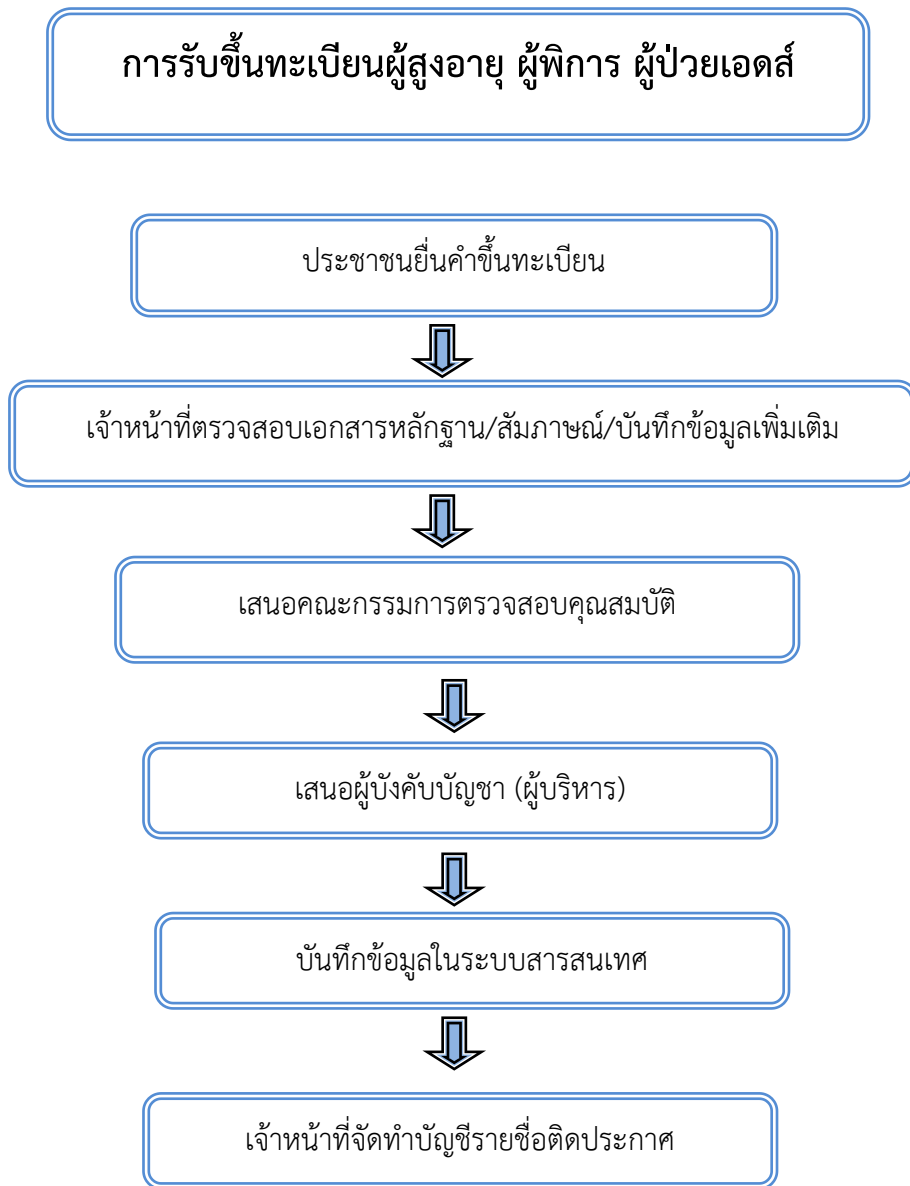 การรับขึ้นทะเบียนผู้สูงอายุ ผู้พิการ ผู้ป่วยเอดส์
ประชาชนยื่นคำขึ้นทะเบียน
เจ้าหน้าที่ตรวจสอบเอกสารหลักฐาน/สัมภาษณ์/บันทึกข้อมูลเพิ่มเติม
เสนอคณะกรรมการตรวจสอบคุณสมบัติ
เสนอผู้บังคับบัญชา (ผู้บริหาร)
บันทึกข้อมูลในระบบสารสนเทศ
เจ้าหน้าที่จัดทำบัญชีรายชื่อติดประกาศ